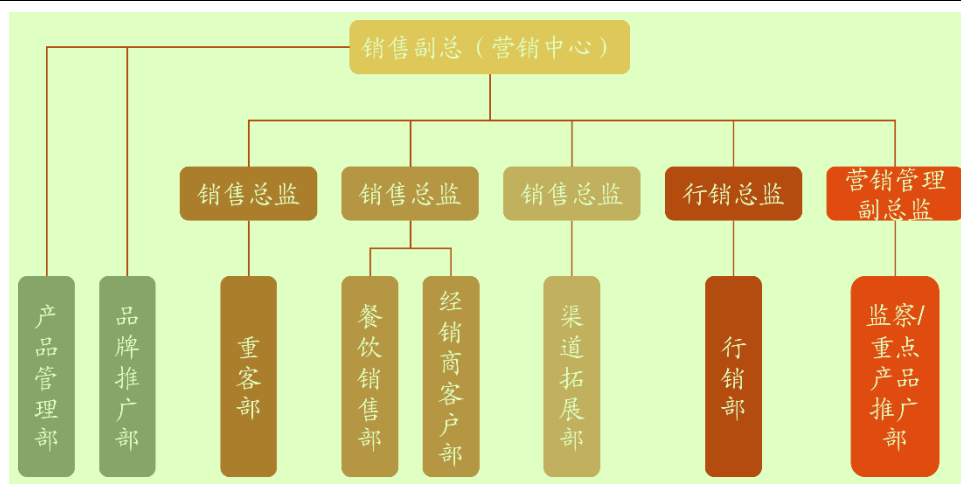 销售副总（营销中心）
销售总监
销售总监
销售总监
行销总监
营销管理
副总监
产品管理部
品牌推广部
重客部
餐饮销售部
经销商客户部
渠道拓展部
行销部
监察/
重点
产品
推广
部